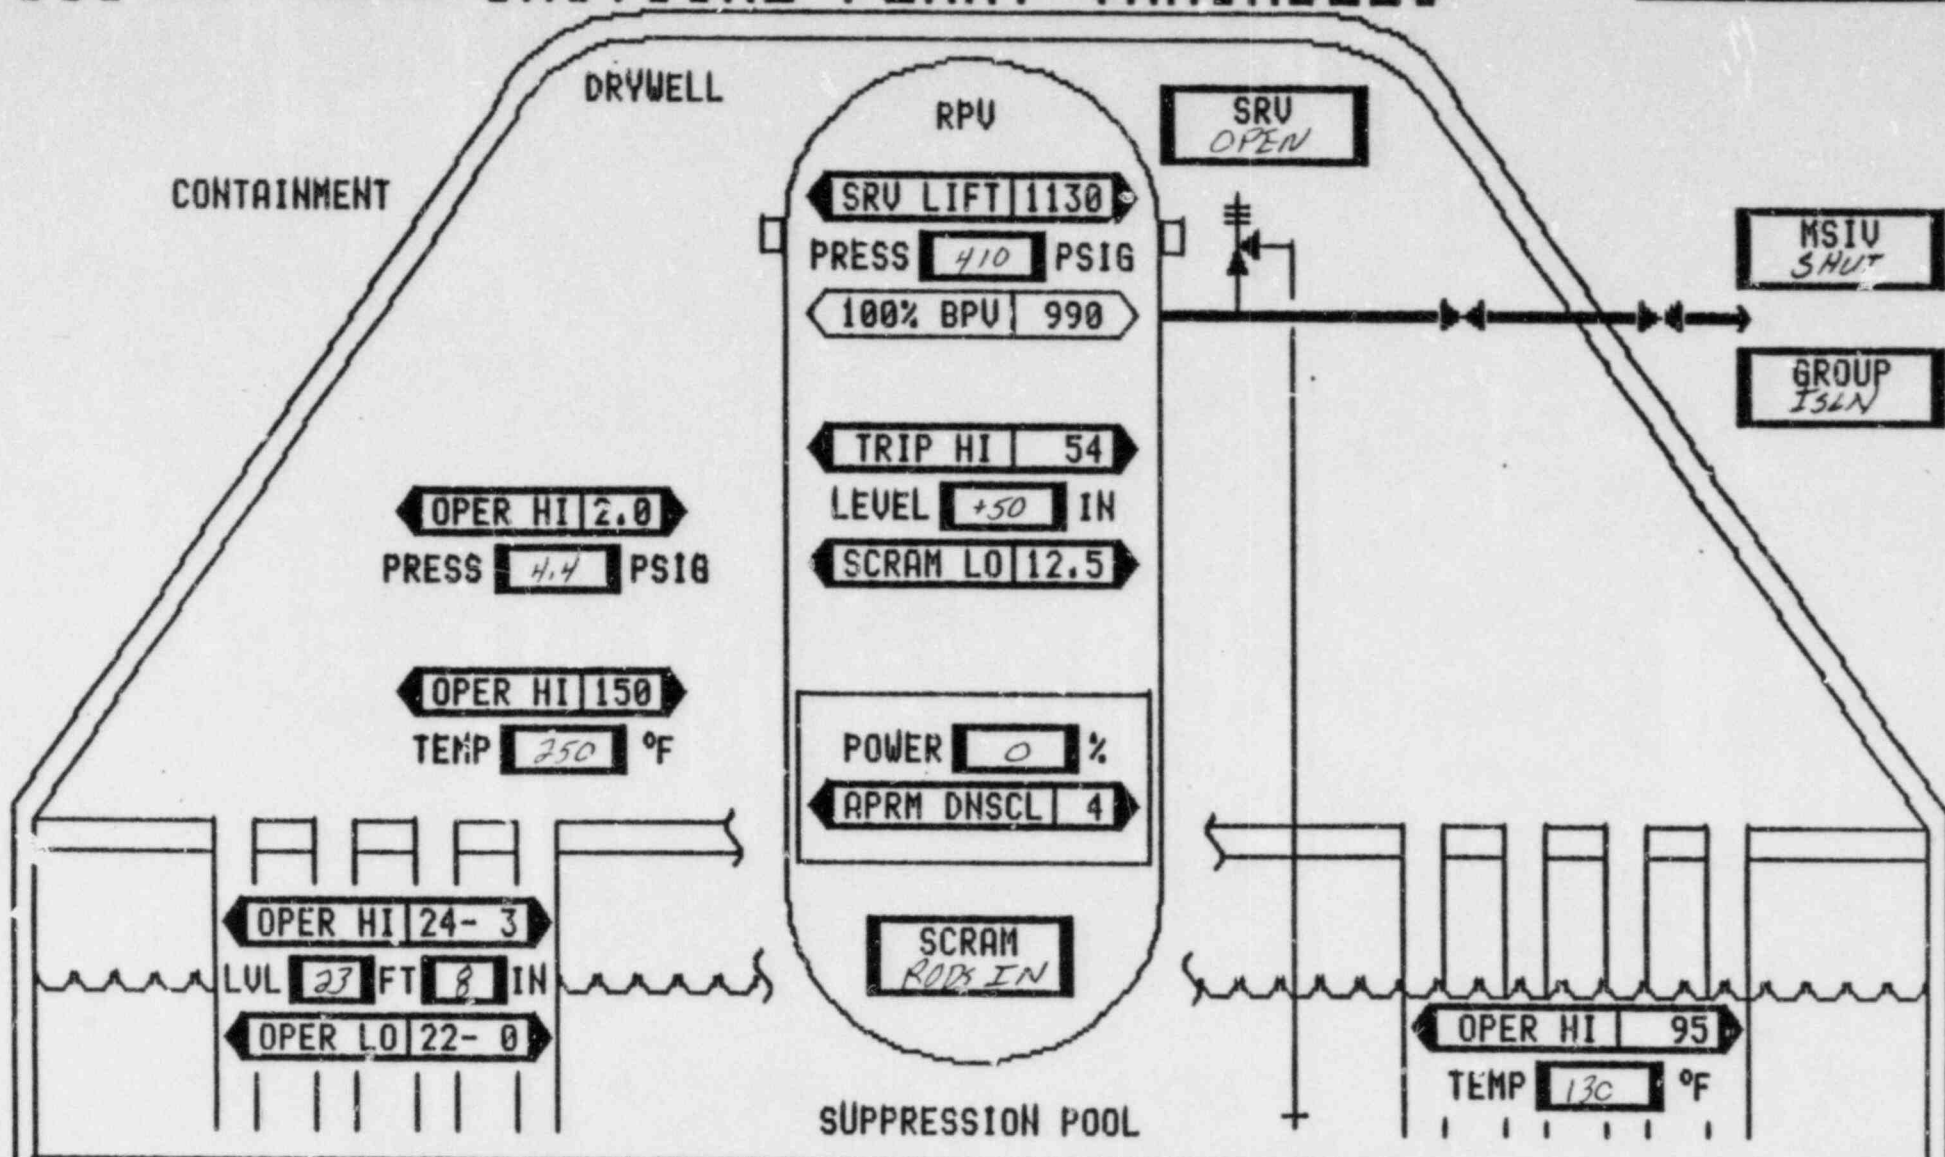 DRYWELL
RPV
SRV
OPEN
CONTAINMENT
SRV LIFT 1130
PRESS 410 PSIG
100% BPV 990
MSIV
SHUT
GROUP
ISLN
TRIP HI 54
LEVEL +50 IN
SCRAM LO 12.5
OPER HI 2.0
PRESS 4.4 PSIG
OPER HI 150
TEMP 250 °F
POWER 0 %
APRM DNSCL 4
OPER HI 24- 3
LVL 23 FT 8 IN
OPER LO 22- 0
SCRAM
RODS IN
OPER HI 95
TEMP 130 °F
SUPPRESSION POOL